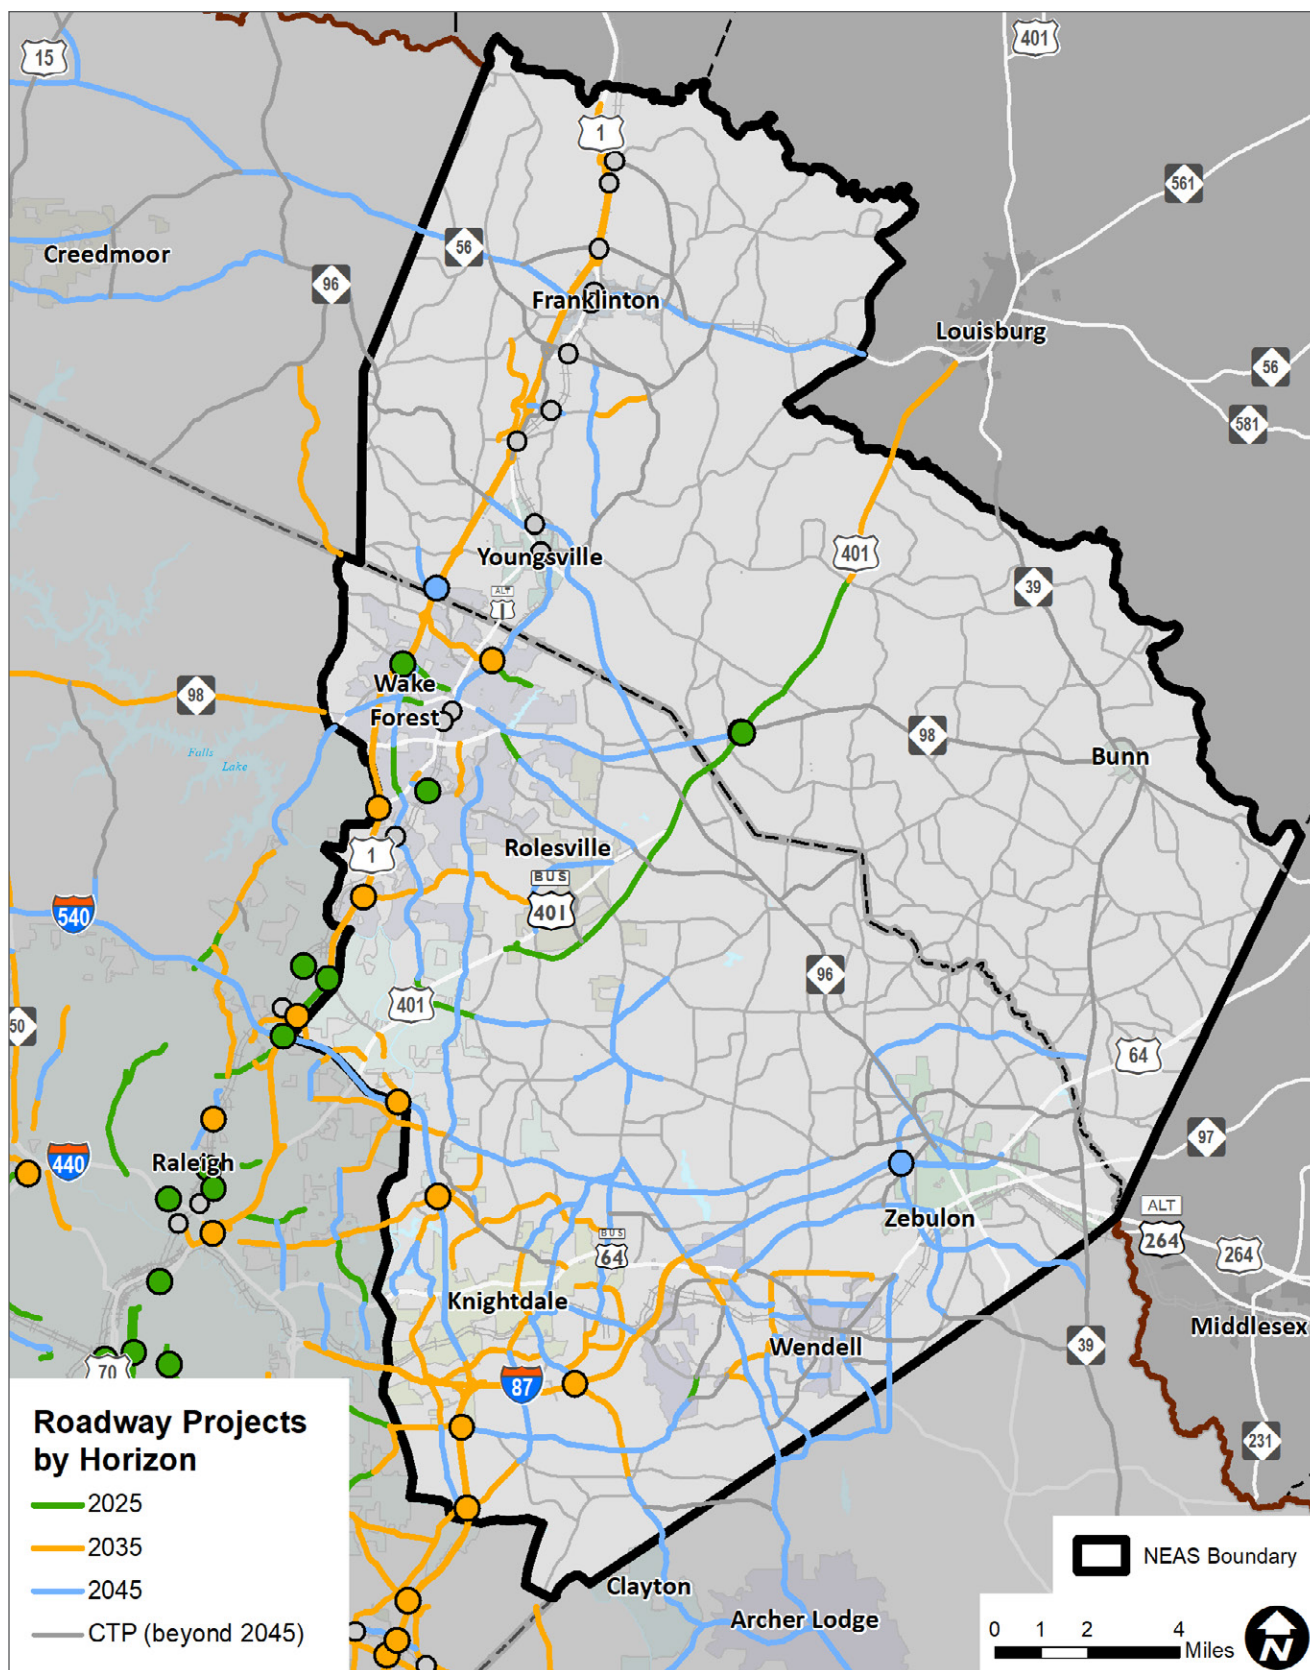 15
401
1
561
Creedmoor
56
96
Franklinton
Louisburg
56
581
401
Youngsville
39
ALT
1
Wake
Forest
98
Falls
Lake
98
Bunn
1
Rolesville
BUS
401
540
96
401
50
64
440
Raleigh
97
ALT
264
264
Zebulon
BUS
64
Knightdale
Middlesex
Wendell
39
87
70
231
Roadway Projects
by Horizon
2025
2035
2045
CTP (beyond 2045)
NEAS Boundary
Clayton
Archer Lodge
0 1 2 4
Miles
N